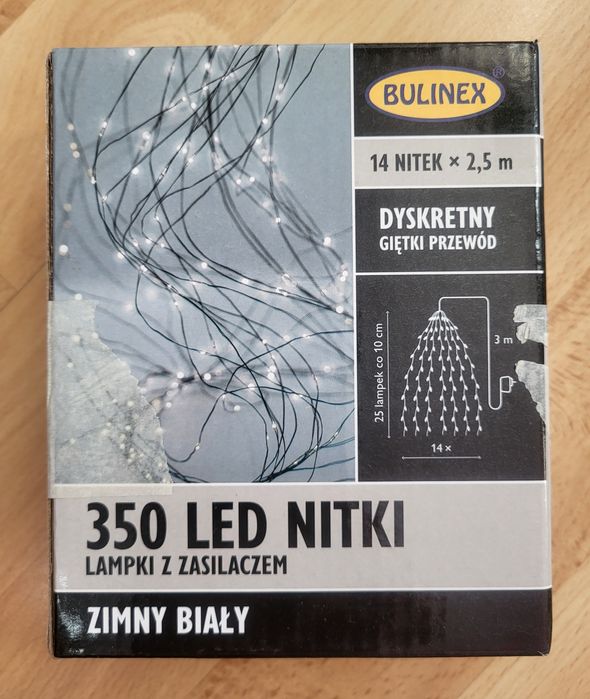 BULINEX®
14 NITEK × 2,5 m
DYSKRETNY
GIĘTKI PRZEWÓD
25 lampek co 10 cm
3 m
14 ×
350 LED NITKI
LAMPKI Z ZASILACZEM
ZIMNY BIAŁY